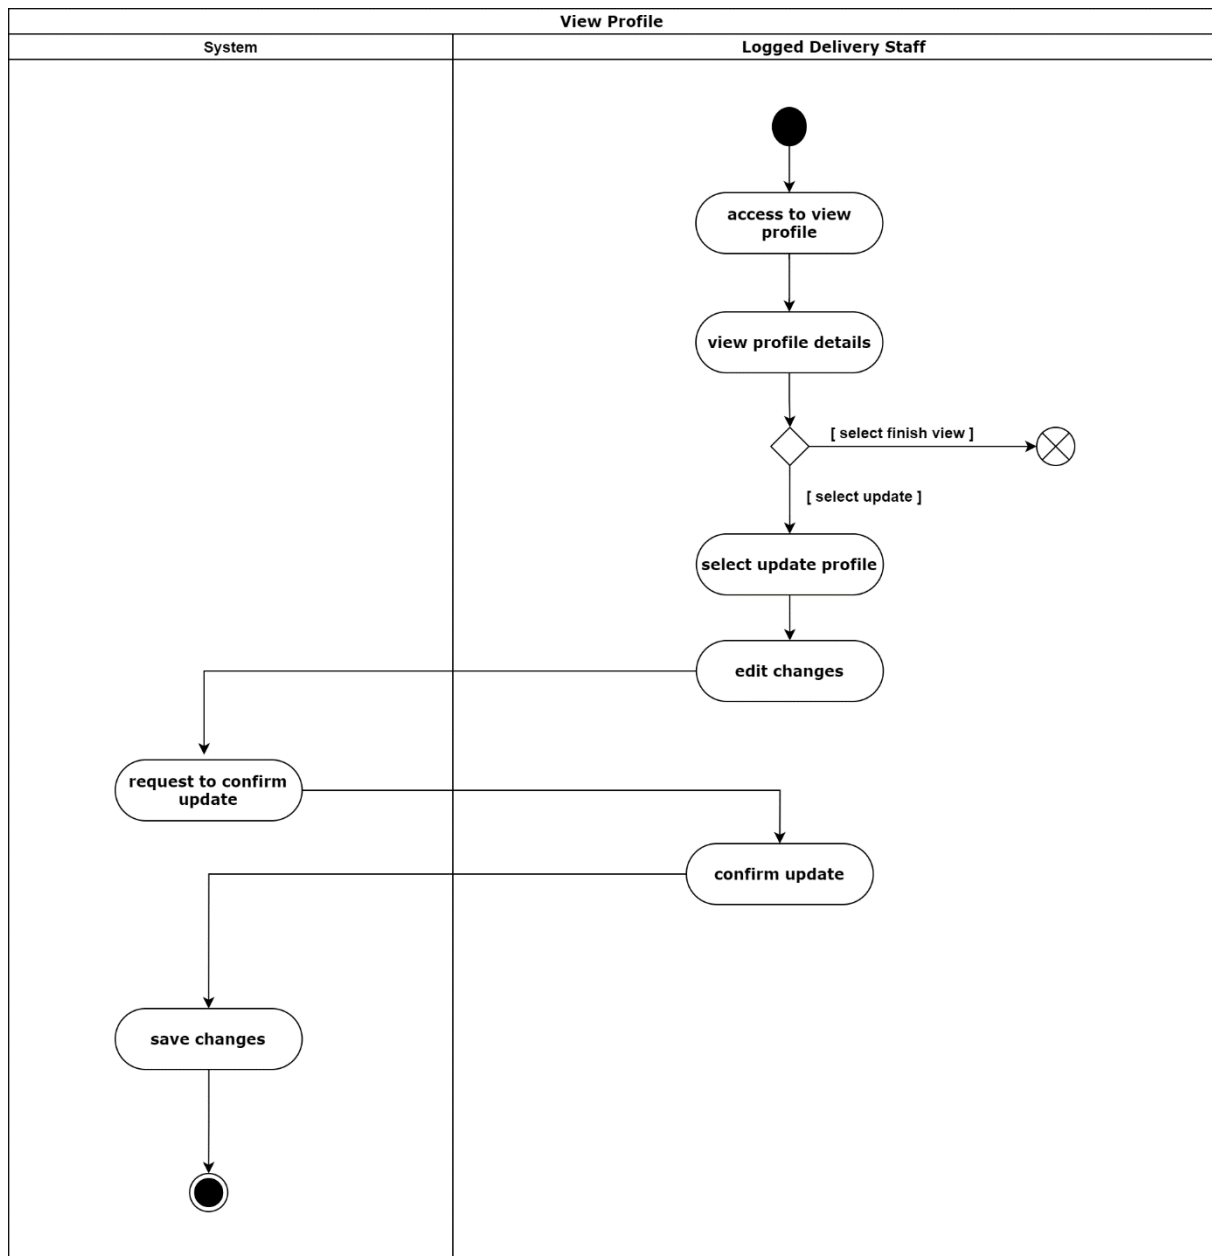 View Profile
System
Logged Delivery Staff
access to view
profile
view profile details
[ select finish view ]
[ select update ]
select update profile
edit changes
request to confirm
update
confirm update
save changes